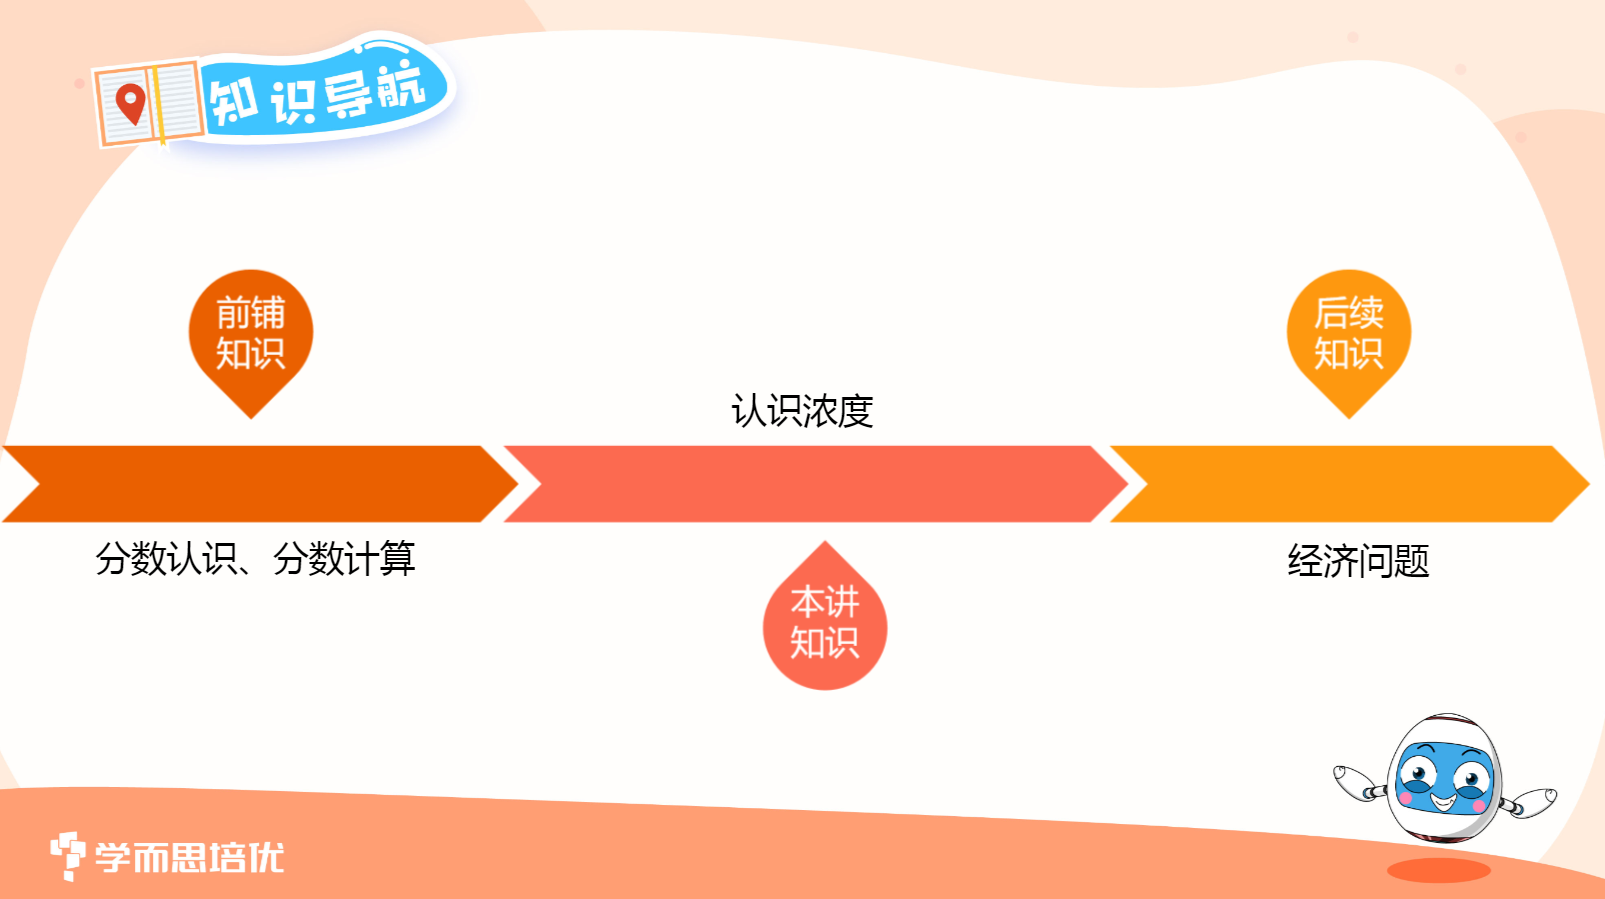 知识导航
前铺
知识
后续
知识
认识浓度
分数认识、分数计算
经济问题
本讲
知识
学而思培优